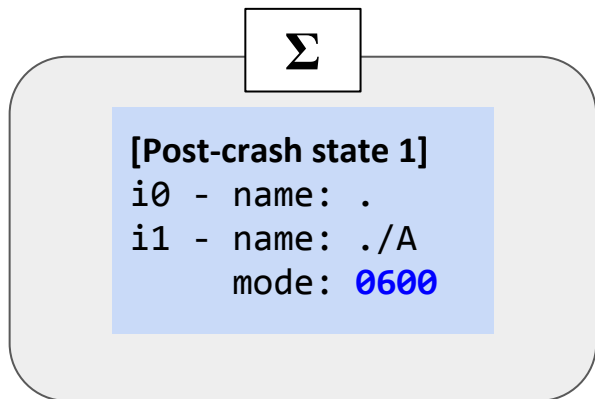 Σ
[Post-crash state 1]
i0 - name: .
i1 - name: ./A
mode: 0600